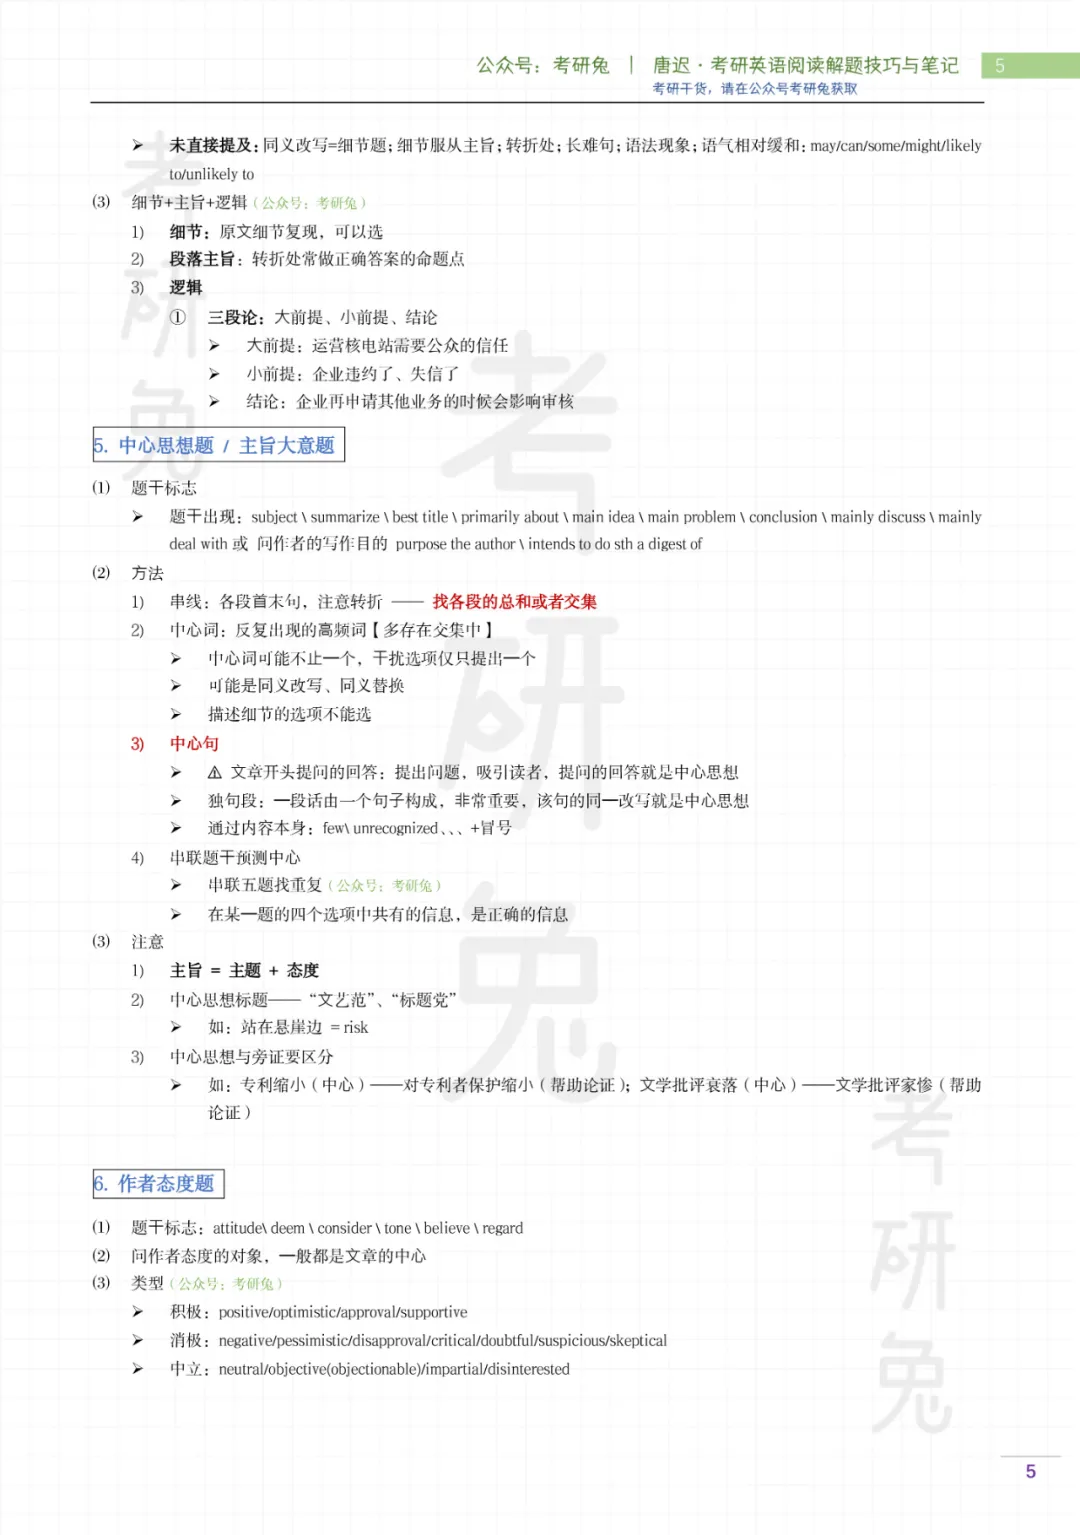 公众号：考研兔 | 唐迟·考研英语阅读解题技巧与笔记 5
考研干货，请在公众号考研兔获取
➢ 未直接提及：同义改写=细节题；细节服从主旨；转折处；长难句；语法现象；语气相对缓和：may/can/some/might/likely
to/unlikely to
(3) 细节+主旨+逻辑（公众号：考研兔）
1) 细节：原文细节复现，可以选
2) 段落主旨：转折处常做正确答案的命题点
3) 逻辑
① 三段论：大前提、小前提、结论
➢ 大前提：运营核电站需要公众的信任
➢ 小前提：企业违约了、失信了
➢ 结论：企业再申请其他业务的时候会影响审核
5. 中心思想题 / 主旨大意题
(1) 题干标志
➢ 题干出现：subject \ summarize \ best title \ primarily about \ main idea \ main problem \ conclusion \ mainly discuss \ mainly
deal with 或 问作者的写作目的 purpose the author \ intends to do sth a digest of
(2) 方法
1) 串线：各段首末句，注意转折 —— 找各段的总和或者交集
2) 中心词：反复出现的高频词【多存在交集中】
➢ 中心词可能不止一个，干扰选项仅只提出一个
➢ 可能是同义改写、同义替换
➢ 描述细节的选项不能选
3) 中心句
➢ ⚠ 文章开头提问的回答：提出问题，吸引读者，提问的回答就是中心思想
➢ 独句段：一段话由一个句子构成，非常重要，该句的同一改写就是中心思想
➢ 通过内容本身：few\ unrecognized、、、+冒号
4) 串联题干预测中心
➢ 串联五题找重复（公众号：考研兔）
➢ 在某一题的四个选项中共有的信息，是正确的信息
(3) 注意
1) 主旨 = 主题 + 态度
2) 中心思想标题——“文艺范”、“标题党”
➢ 如：站在悬崖边 = risk
3) 中心思想与旁证要区分
➢ 如：专利缩小（中心）——对专利者保护缩小（帮助论证）；文学批评衰落（中心）——文学批评家惨（帮助
论证）
6. 作者态度题
(1) 题干标志：attitude\ deem \ consider \ tone \ believe \ regard
(2) 问作者态度的对象，一般都是文章的中心
(3) 类型（公众号：考研兔）
➢ 积极：positive/optimistic/approval/supportive
➢ 消极：negative/pessimistic/disapproval/critical/doubtful/suspicious/skeptical
➢ 中立：neutral/objective(objectionable)/impartial/disinterested
考研兔
考研兔
考研兔
5